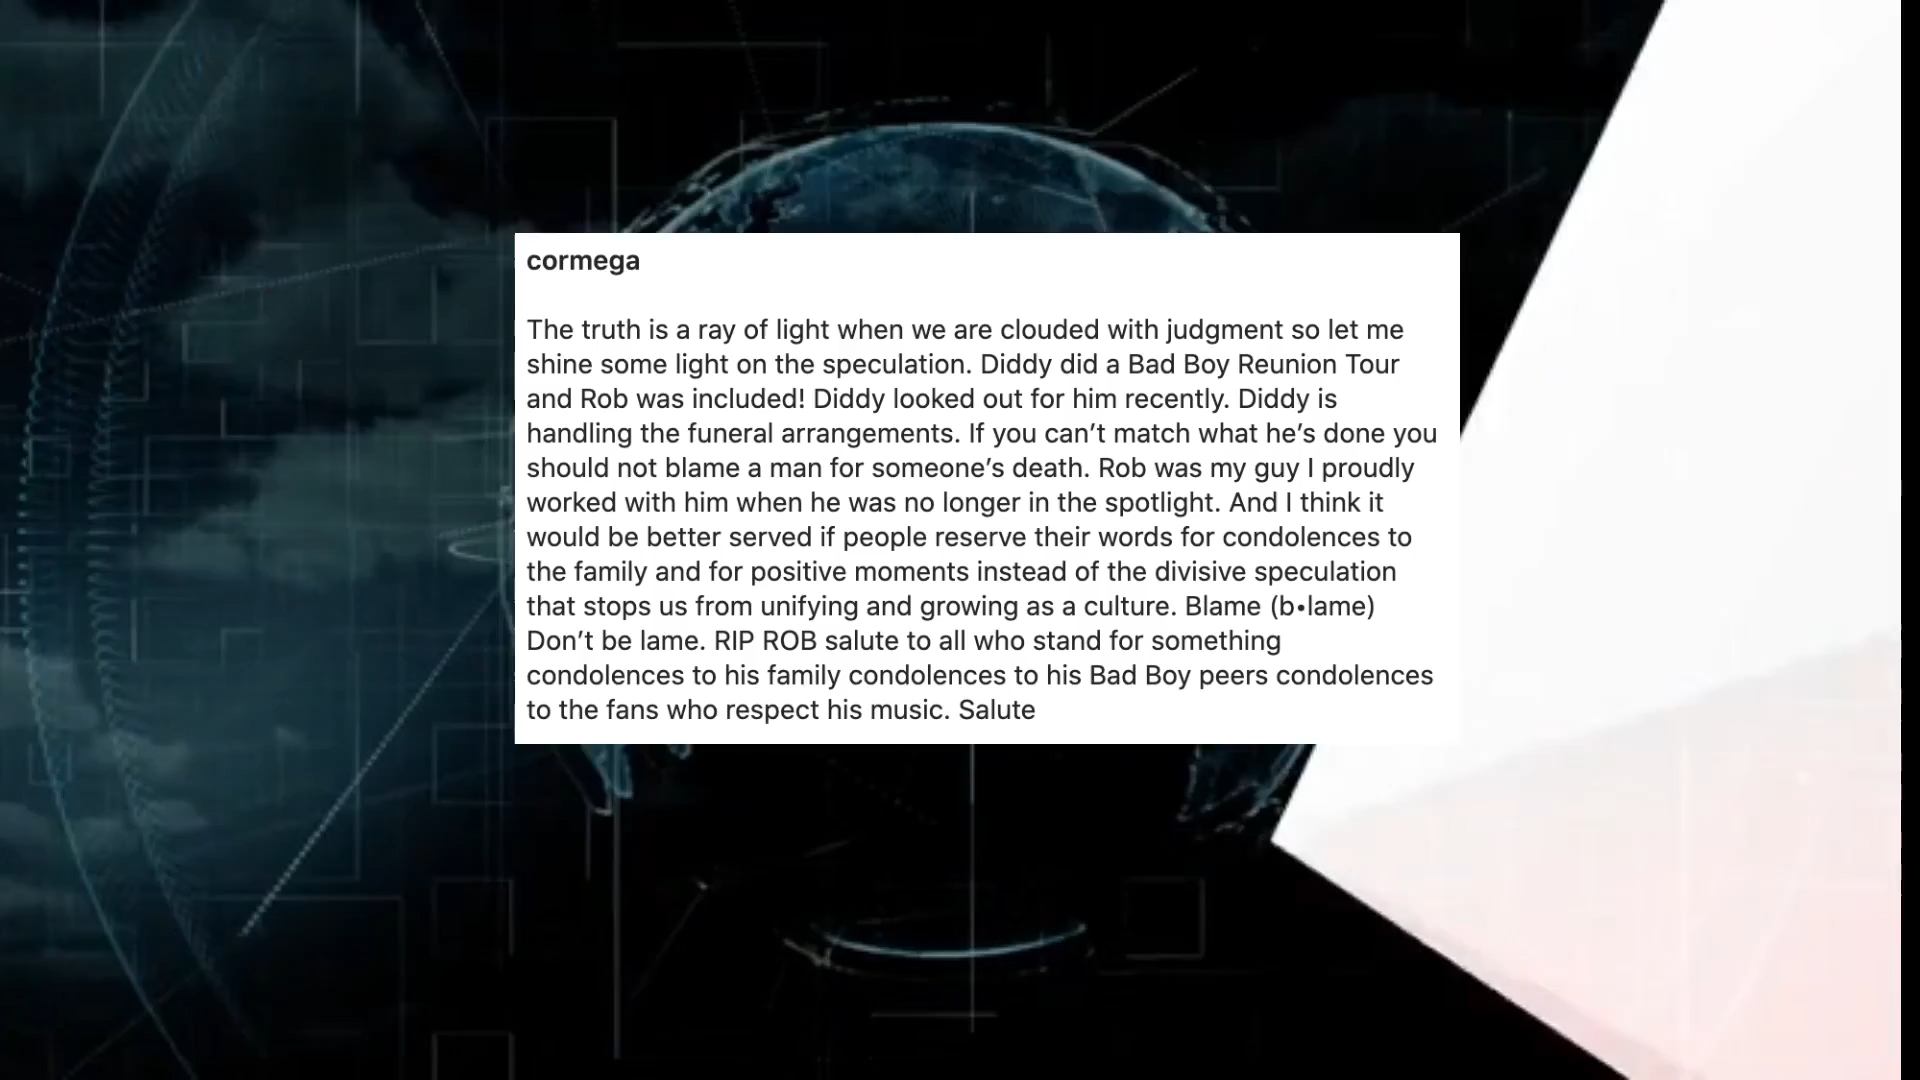 cormega
The truth is a ray of light when we are clouded with judgment so let me
shine some light on the speculation. Diddy did a Bad Boy Reunion Tour
and Rob was included! Diddy looked out for him recently. Diddy is
handling the funeral arrangements. If you can’t match what he’s done you
should not blame a man for someone’s death. Rob was my guy I proudly
worked with him when he was no longer in the spotlight. And I think it
would be better served if people reserve their words for condolences to
the family and for positive moments instead of the divisive speculation
that stops us from unifying and growing as a culture. Blame (b•lame)
Don’t be lame. RIP ROB salute to all who stand for something
condolences to his family condolences to his Bad Boy peers condolences
to the fans who respect his music. Salute